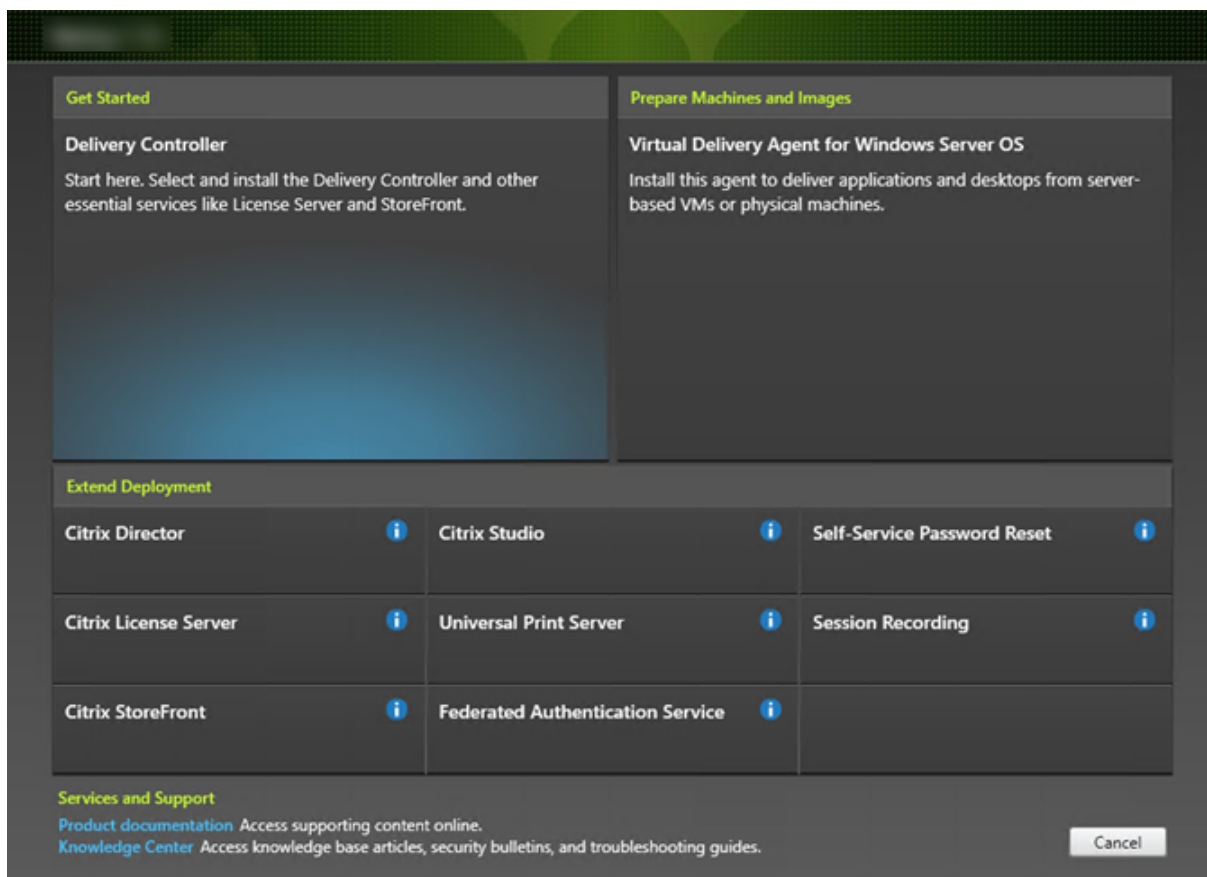 Get Started
Prepare Machines and Images
Delivery Controller
Start here. Select and install the Delivery Controller and other
essential services like License Server and StoreFront.
Virtual Delivery Agent for Windows Server OS
Install this agent to deliver applications and desktops from server-
based VMs or physical machines.
Extend Deployment
Citrix Director
Citrix Studio
Self-Service Password Reset
Citrix License Server
Universal Print Server
Session Recording
Citrix StoreFront
Federated Authentication Service
Services and Support
Product documentation Access supporting content online.
Knowledge Center Access knowledge base articles, security bulletins, and troubleshooting guides.
Cancel